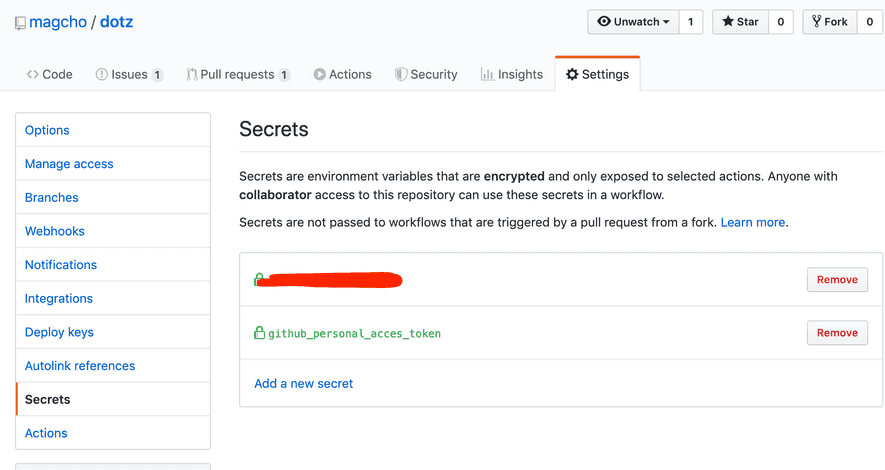 magcho / dotz
Unwatch 1 Star 0 Fork 0
Code Issues 1 Pull requests 1 Actions Security Insights Settings
Options
Manage access
Branches
Webhooks
Notifications
Integrations
Deploy keys
Autolink references
Secrets
Actions
Secrets
Secrets are environment variables that are encrypted and only exposed to selected actions. Anyone with
collaborator access to this repository can use these secrets in a workflow.
Secrets are not passed to workflows that are triggered by a pull request from a fork. Learn more.
Remove
github_personal_acces_token Remove
Add a new secret